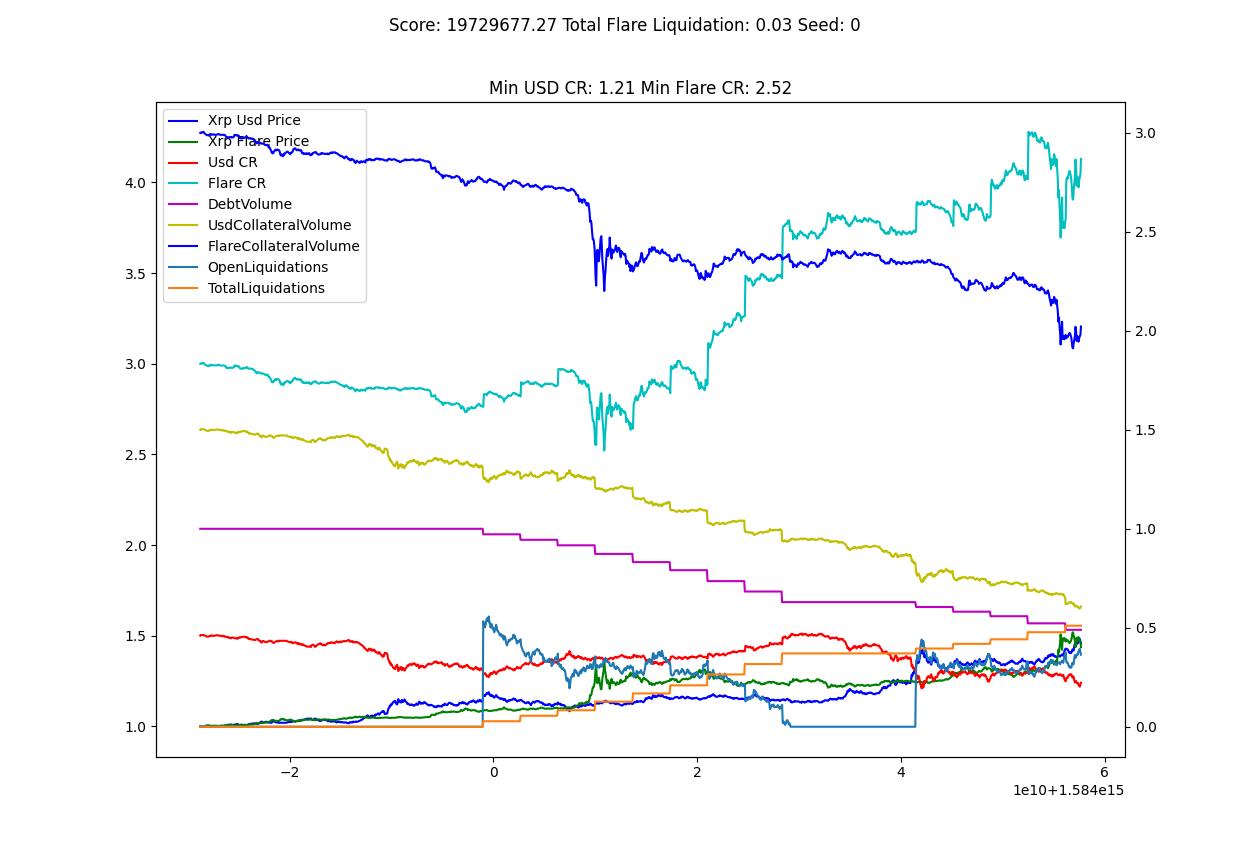 Score: 19729677.27 Total Flare Liquidation: 0.03 Seed: 0
Min USD CR: 1.21 Min Flare CR: 2.52
Xrp Usd Price
Xrp Flare Price
Usd CR
Flare CR
DebtVolume
UsdCollateralVolume
FlareCollateralVolume
OpenLiquidations
TotalLiquidations
4.0
3.5
3.0
2.5
2.0
1.5
1.0
3.0
2.5
2.0
1.5
1.0
0.5
0.0
−2 0 2 4 6
1e10+1.584e15